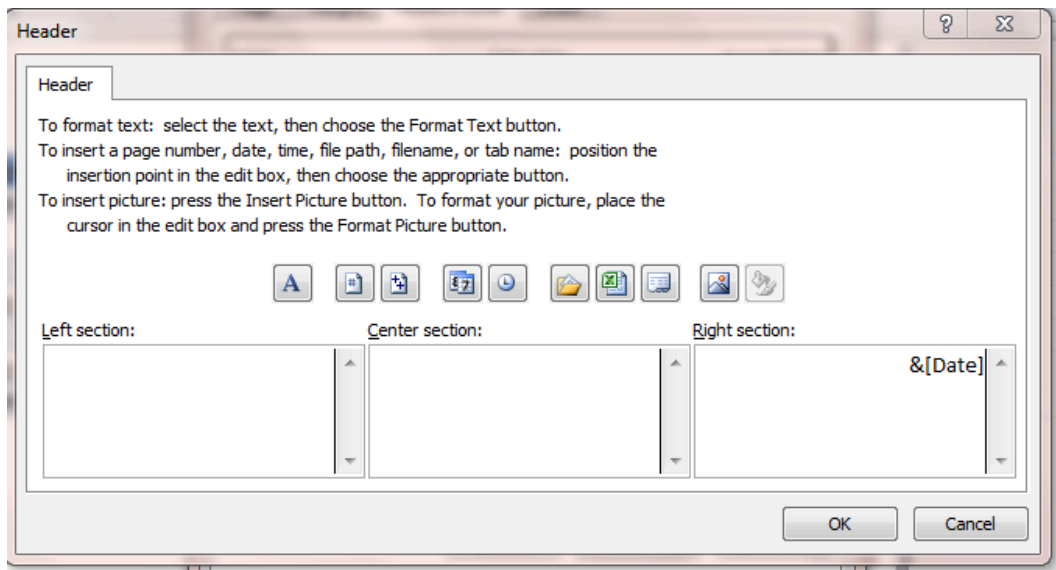 Header
Header
To format text: select the text, then choose the Format Text button.
To insert a page number, date, time, file path, filename, or tab name: position the
insertion point in the edit box, then choose the appropriate button.
To insert picture: press the Insert Picture button. To format your picture, place the
cursor in the edit box and press the Format Picture button.
A
Left section:
Center section:
Right section:
&[Date]
OK
Cancel